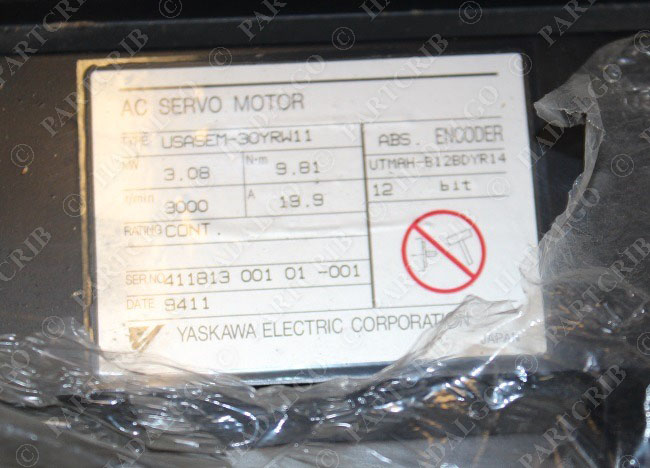 AC SERVO MOTOR
TYPE USASEM-30YRW11
kW 3.08 N·m 9.81
r/min 3000 A 19.9
RATING CONT.
SER NO 411813 001 01 -001
DATE 9411
ABS. ENCODER
UTMAH-B12BDYR14
12 bit
YASKAWA ELECTRIC CORPORATION
JAPAN
© PARTCRIB
© HADALGO